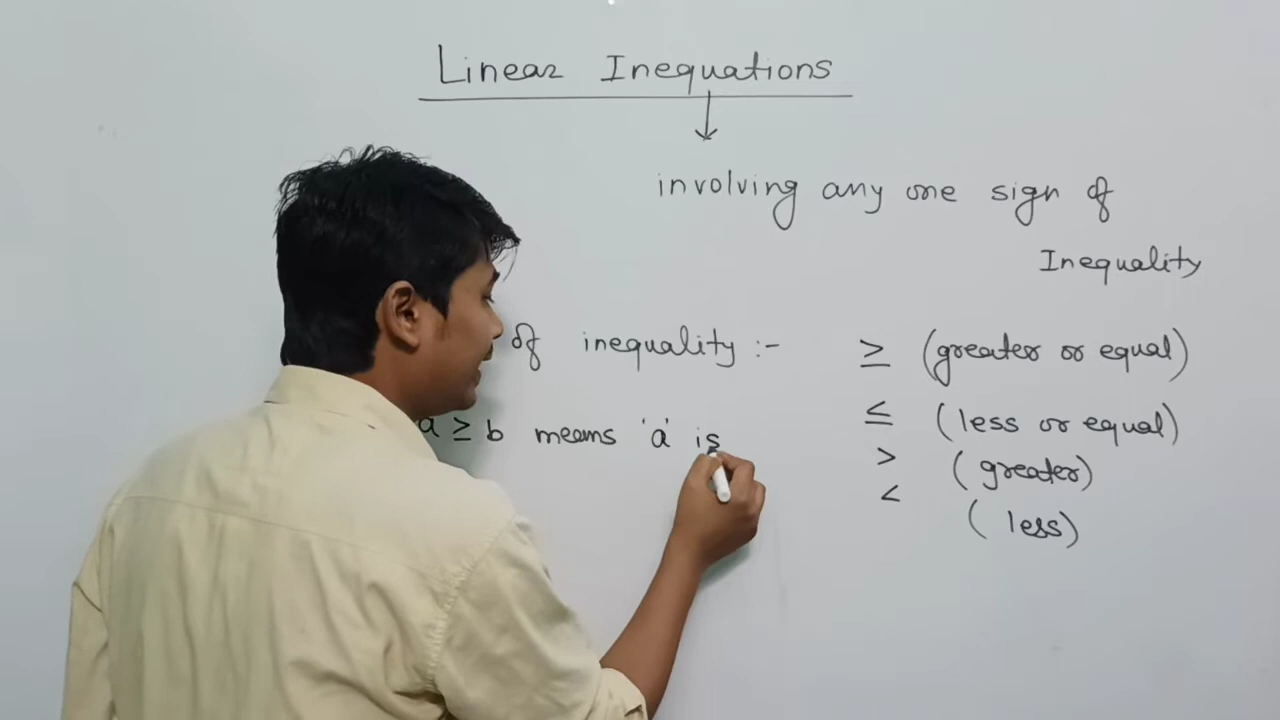 Linear Inequations
involving any one sign of
Inequality
of inequality :-
≥ (greater or equal)
≤ (less or equal)
> (greater)
< (less)
a ≥ b means 'a' is